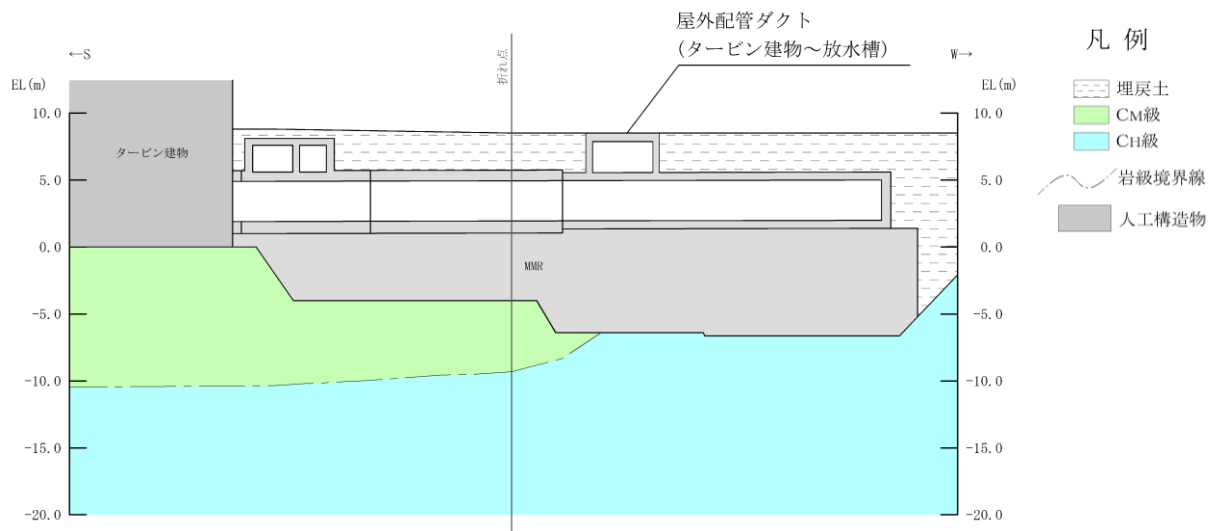 屋外配管ダクト
(タービン建物~放水槽)
凡 例
←S
折れ点
W→
EL(m)
EL(m)
埋戻土
10.0
10.0
CM級
CH級
タービン建物
5.0
5.0
岩級境界線
人工構造物
0.0
0.0
MMR
-5.0
-5.0
-10.0
-10.0
-15.0
-15.0
-20.0
-20.0